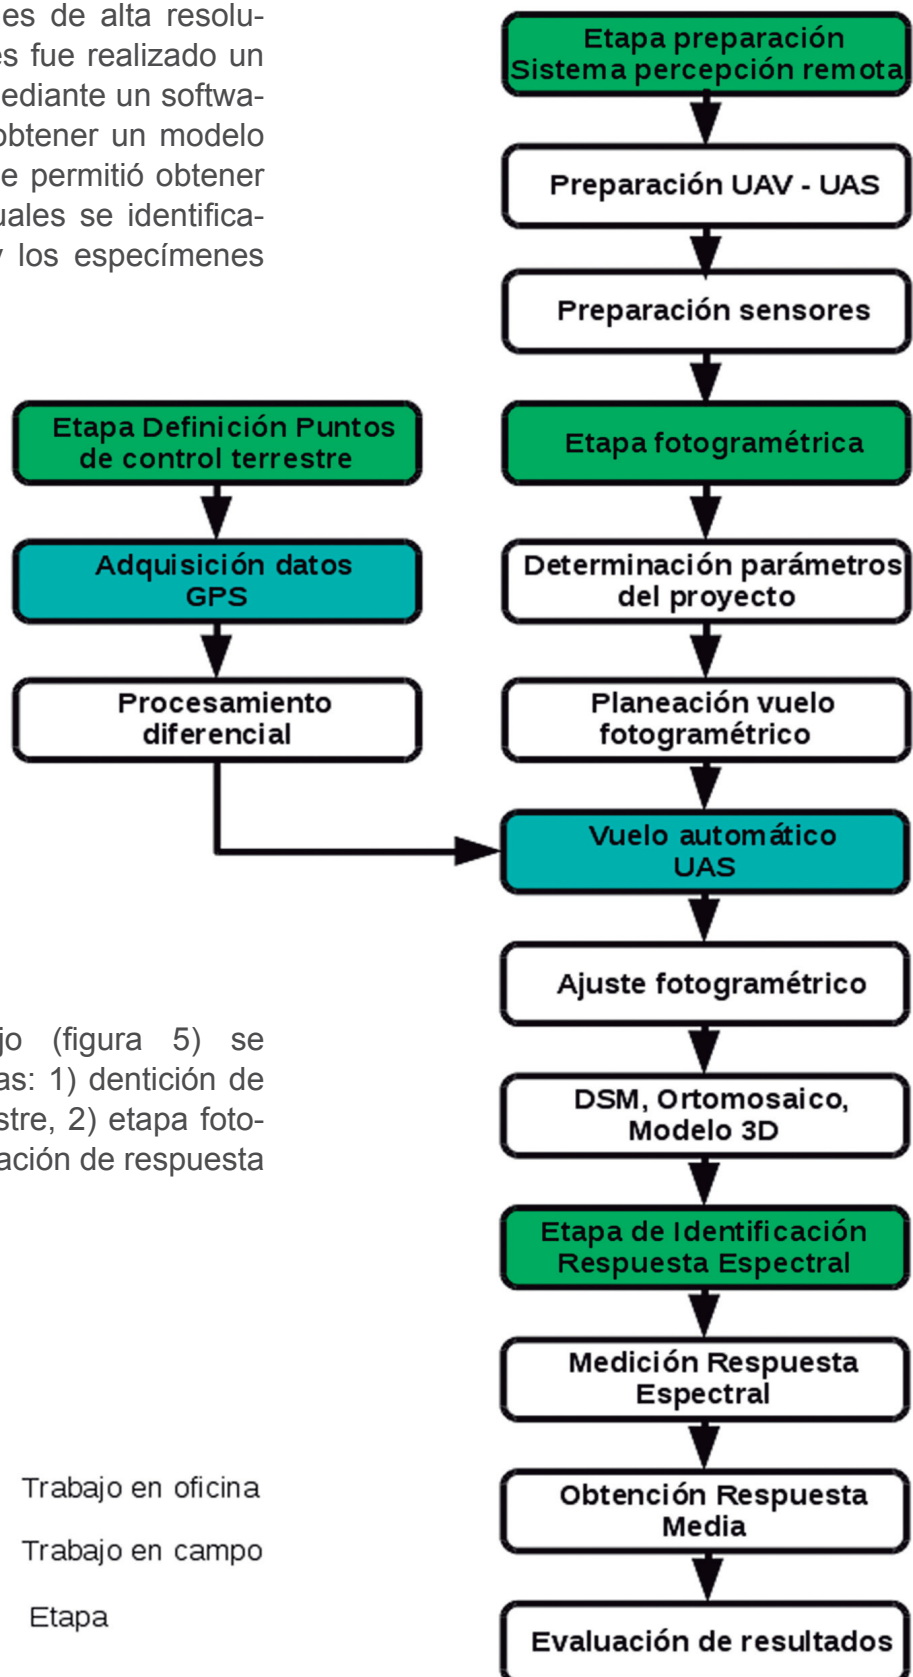 es de alta resolu-
s fue realizado un
ediante un softwa-
obtener un modelo
e permitió obtener
uales se identifica-
y los especímenes
Etapa preparación
Sistema percepción remota
Preparación UAV - UAS
Preparación sensores
Etapa Definición Puntos
de control terrestre
Adquisición datos
GPS
Procesamiento
diferencial
Etapa fotogramétrica
Determinación parámetros
del proyecto
Planeación vuelo
fotogramétrico
Vuelo automático
UAS
Ajuste fotogramétrico
DSM, Ortomosaico,
Modelo 3D
Etapa de Identificación
Respuesta Espectral
Medición Respuesta
Espectral
Obtención Respuesta
Media
Evaluación de resultados
jo (figura 5) se
as: 1) dentición de
stre, 2) etapa foto-
ación de respuesta
Trabajo en oficina
Trabajo en campo
Etapa